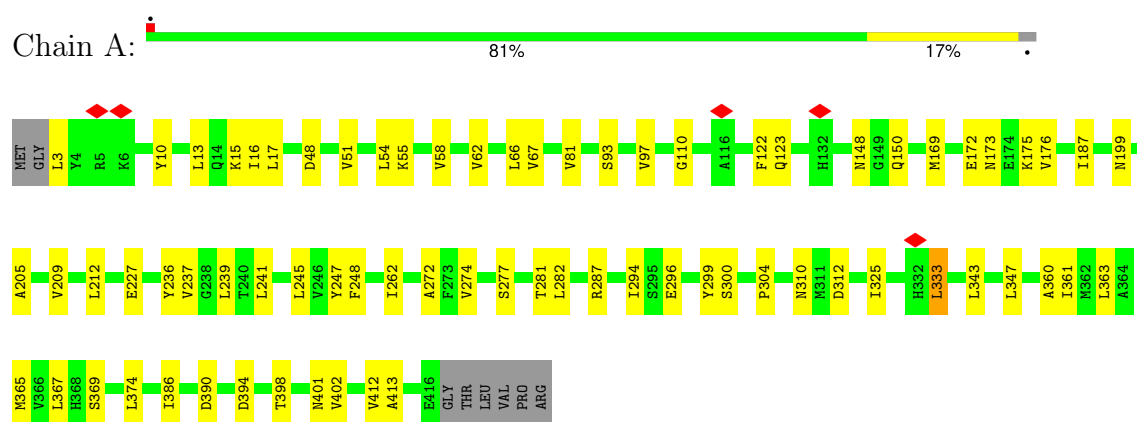 Chain A:
81% 17%
MET GLY L3 Y4 R5 K6 Y10 L13 Q14 K15 I16 L17 D48 V51 L54 K55 V58 V62 L66 V67 V81 S93 V97 G110 A116 F122 Q123 H132 N148 G149 Q150 M169 E172 N173 E174 K175 V176 I187 N199
A205 V209 L212 E227 Y236 V237 G238 L239 T240 L241 L245 V246 Y247 F248 I262 A272 F273 V274 S277 T281 L282 R287 I294 S295 E296 Y299 S300 P304 N310 M311 D312 I325 H332 L333 L343 L347 A360 I361 M362 L363 A364
M365 V366 L367 H368 S369 L374 I386 D390 D394 T398 N401 V402 V412 A413 E416 GLY THR LEU VAL PRO ARG